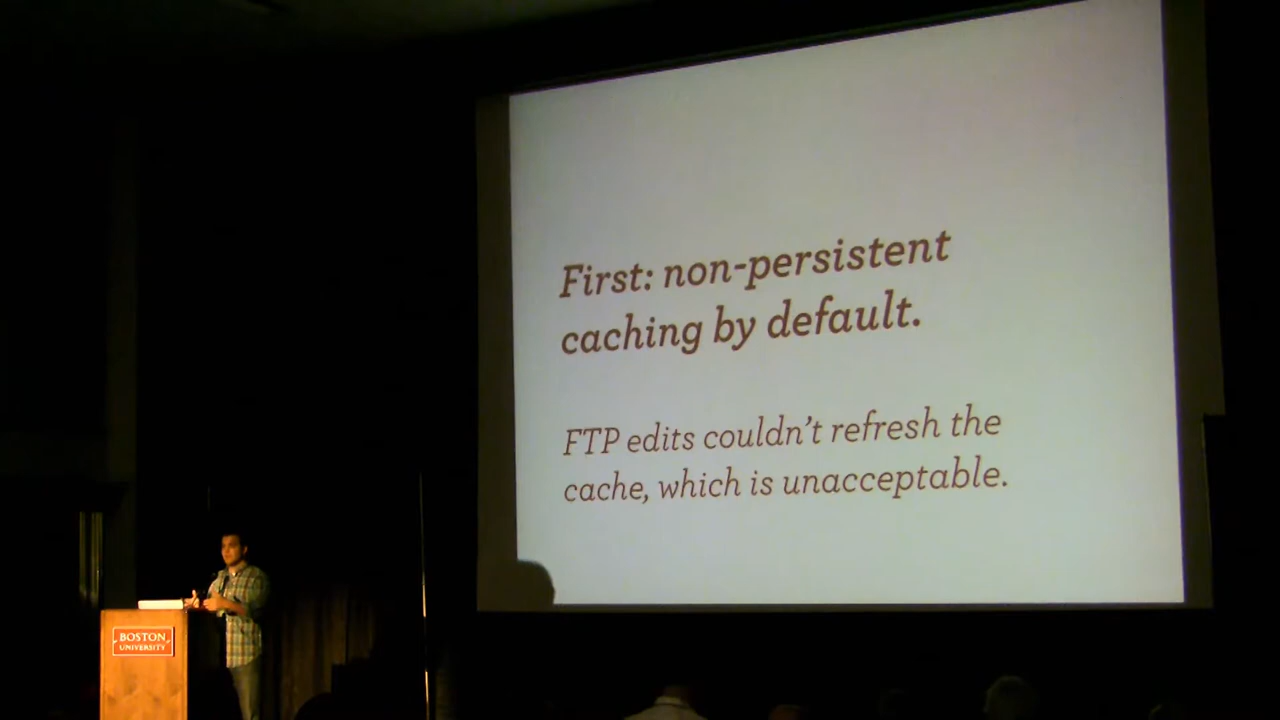 First: non-persistent
caching by default.
FTP edits couldn't refresh the
cache, which is unacceptable.
BOSTON
UNIVERSITY